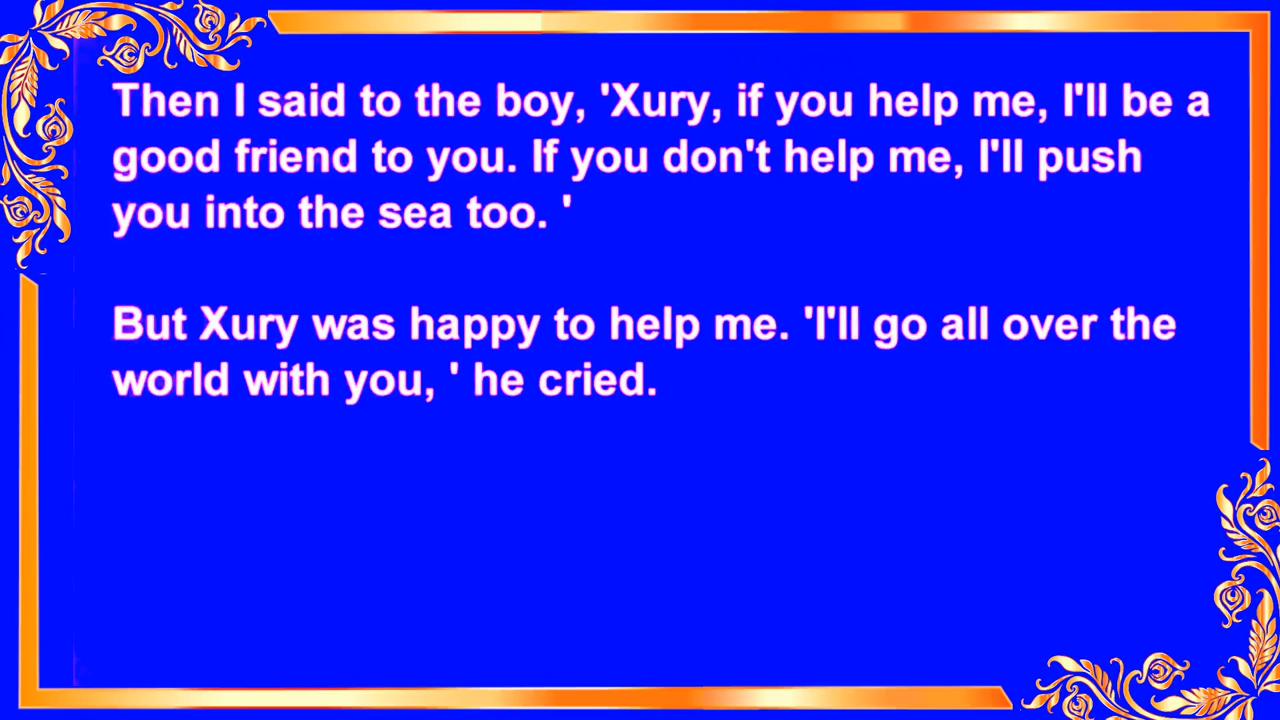 Then I said to the boy, 'Xury, if you help me, I'll be a
good friend to you. If you don't help me, I'll push
you into the sea too. '
But Xury was happy to help me. 'I'll go all over the
world with you, ' he cried.